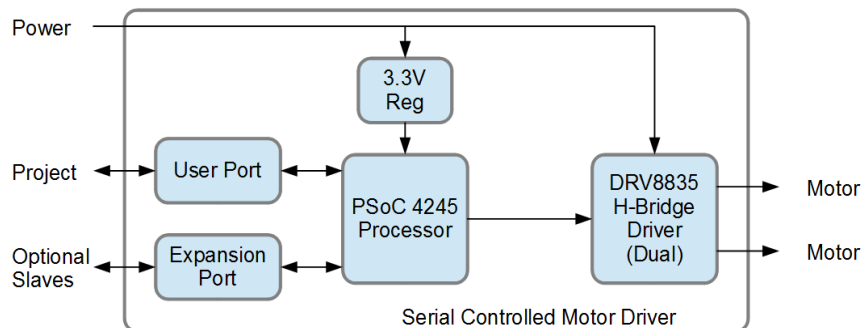 Power
3.3V
Reg
Project
User Port
PSoC 4245
Processor
DRV8835
H-Bridge
Driver
(Dual)
Motor
Motor
Optional
Slaves
Expansion
Port
Serial Controlled Motor Driver